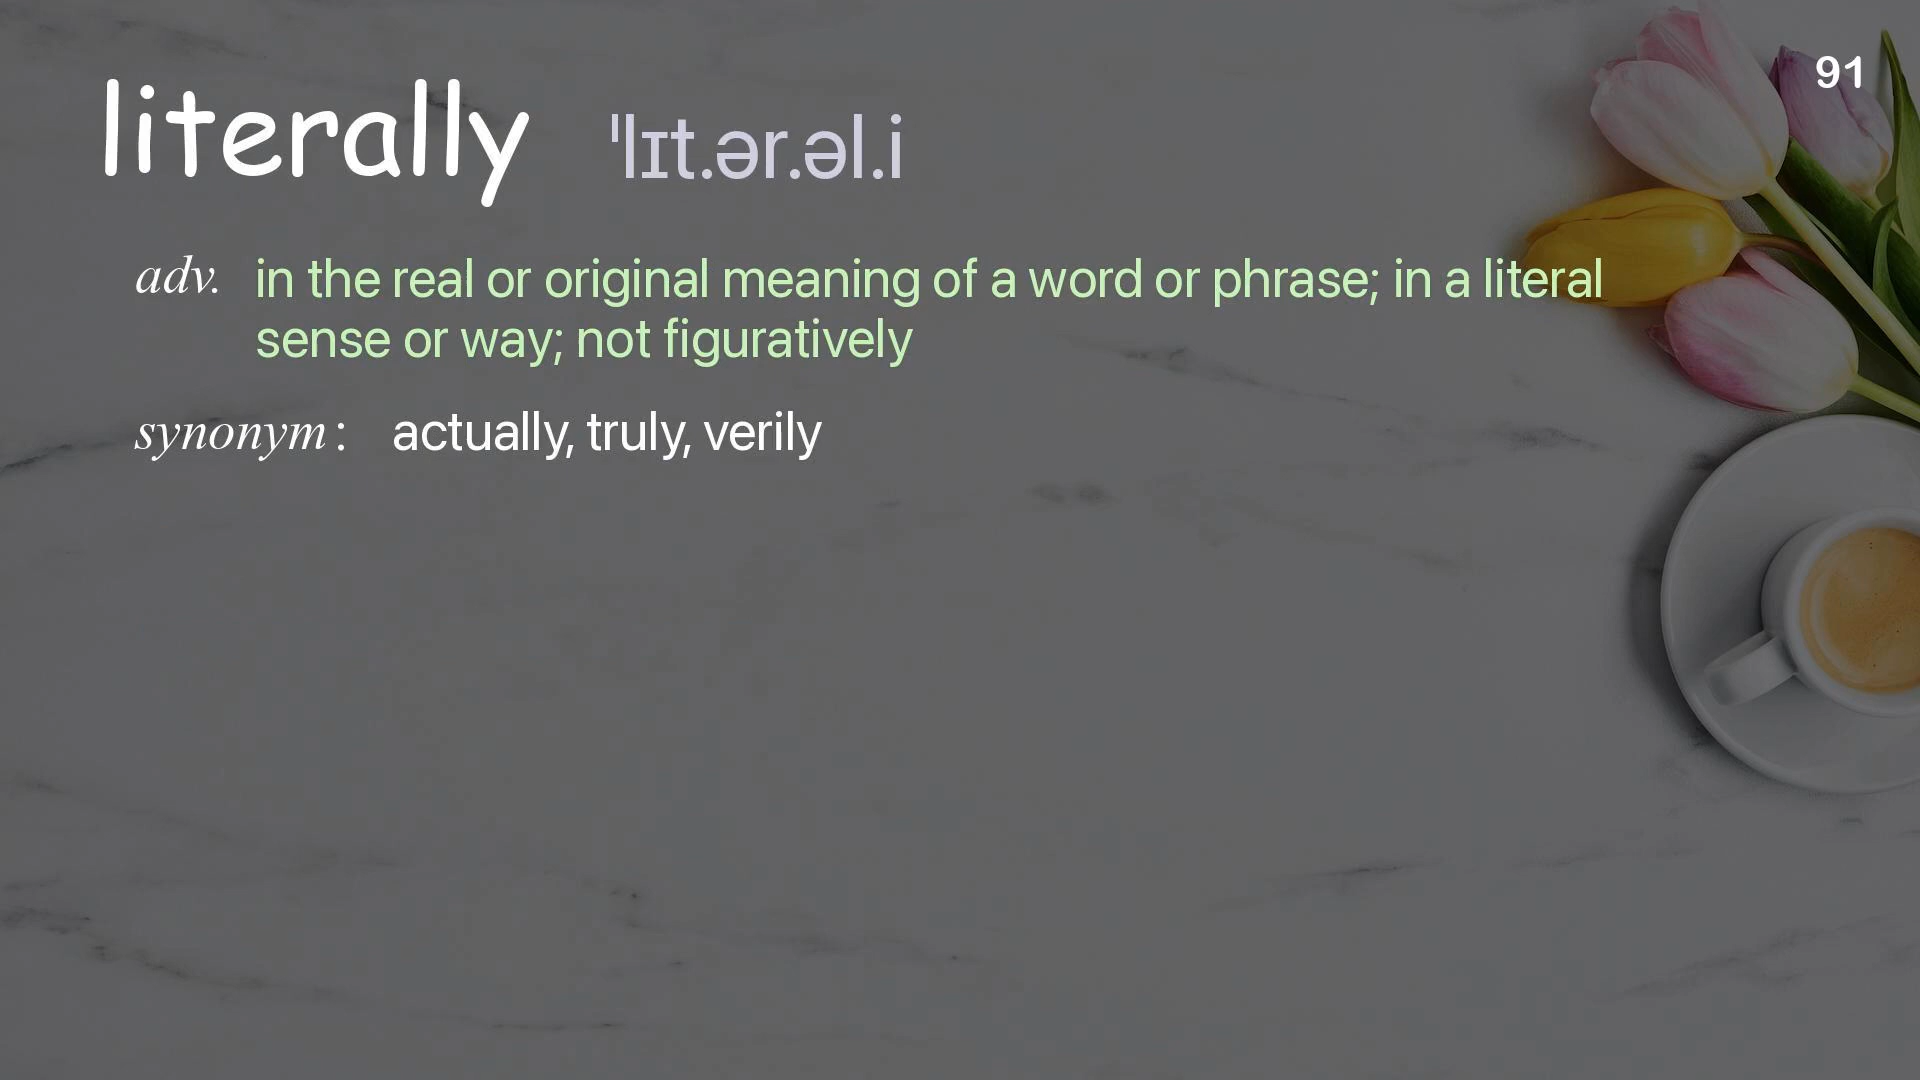 91
literally ˈlɪt.ər.əl.i
adv. in the real or original meaning of a word or phrase; in a literal
sense or way; not figuratively
synonym : actually, truly, verily